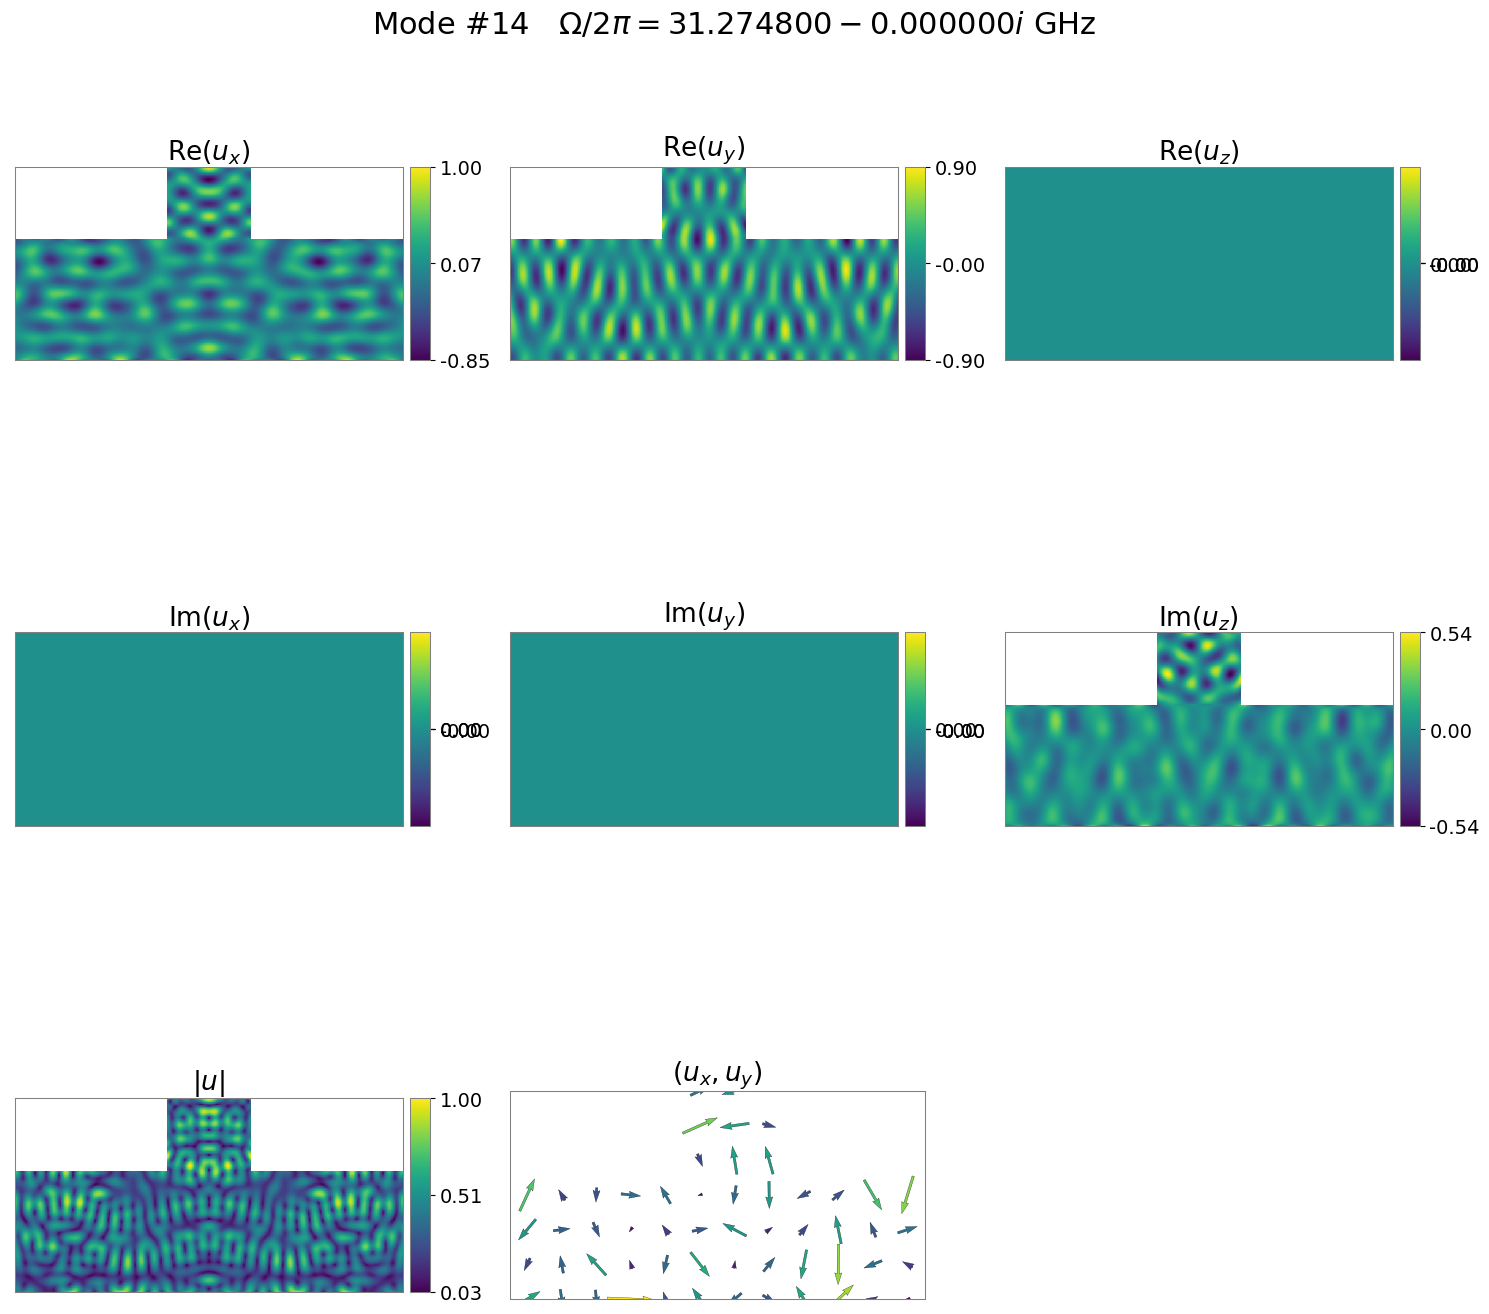 Mode #14 Ω/2π = 31.274800 − 0.000000i GHz
Re(u_x)
1.00
0.07
-0.85
Re(u_y)
0.90
-0.00
-0.90
Re(u_z)
Im(u_x)
Im(u_y)
Im(u_z)
0.54
0.00
-0.54
|u|
1.00
0.51
0.03
(u_x, u_y)